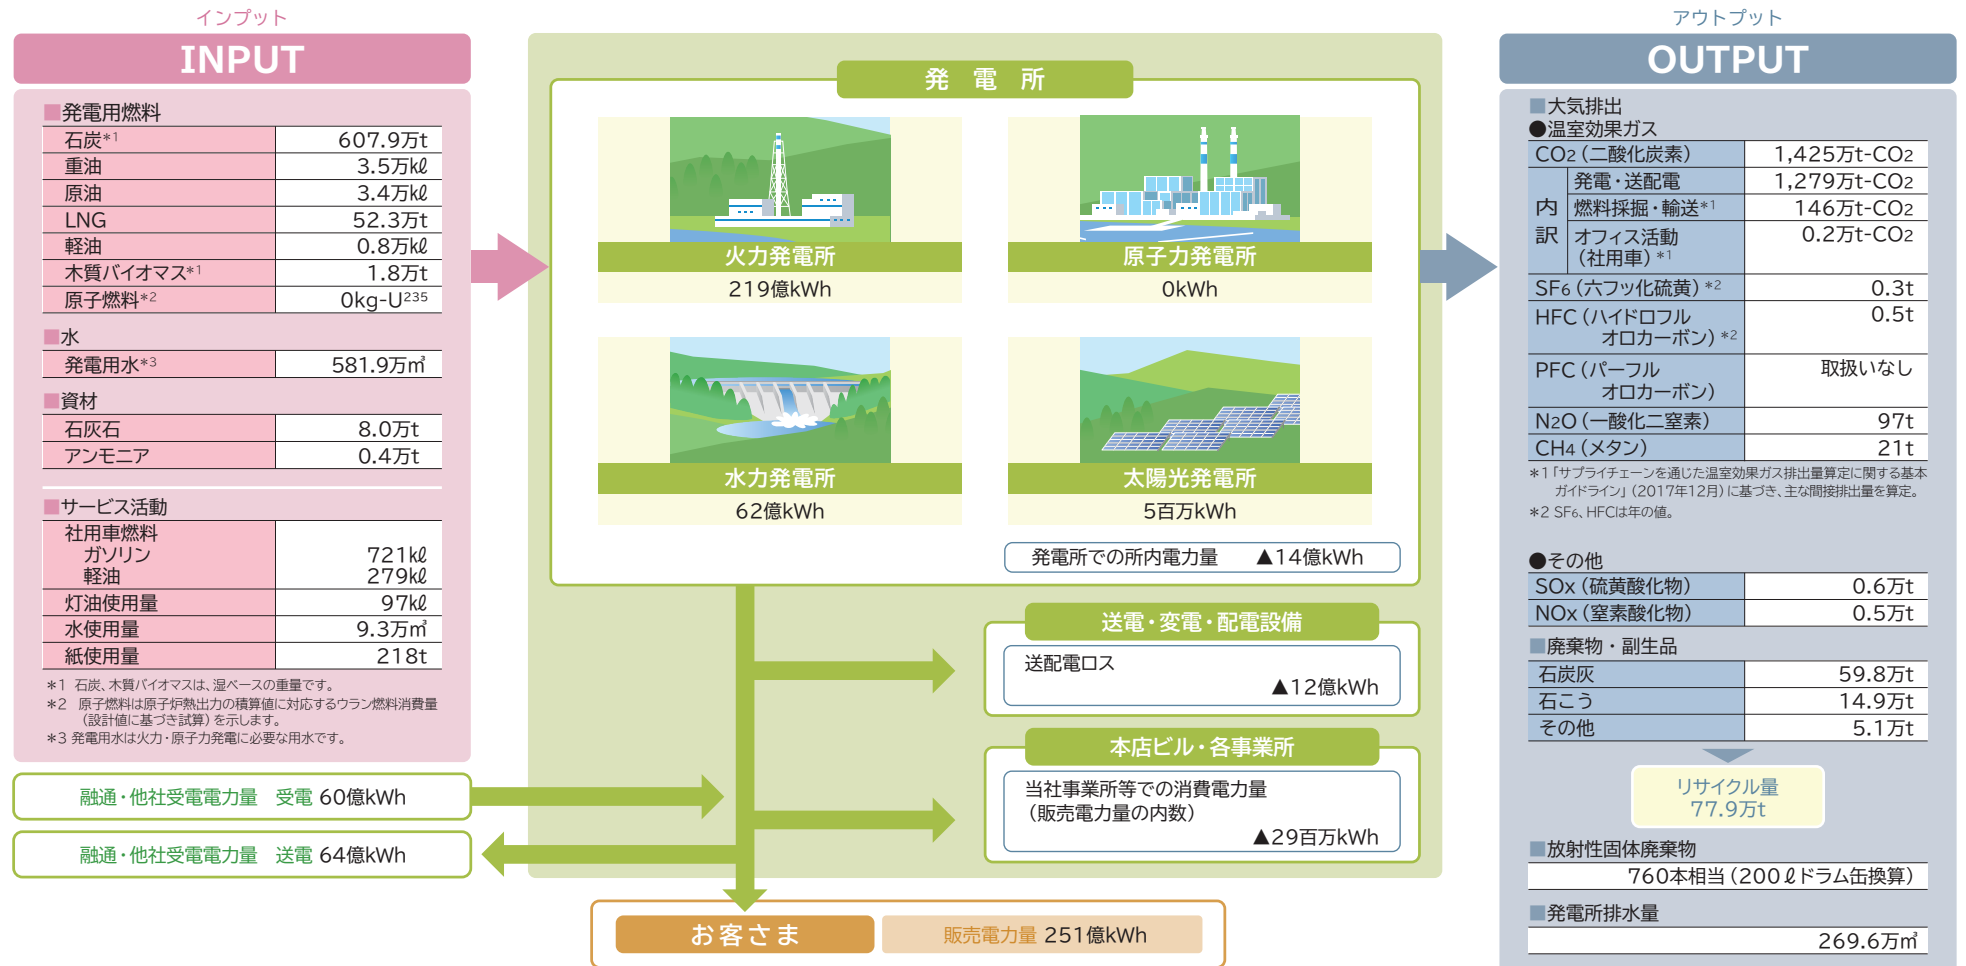 インプット
INPUT
■発電用燃料
石炭*1 607.9万t
重油 3.5万㎘
原油 3.4万㎘
LNG 52.3万t
軽油 0.8万㎘
木質バイオマス*1 1.8万t
原子燃料*2 0kg-U235
■水
発電用水*3 581.9万㎥
■資材
石灰石 8.0万t
アンモニア 0.4万t
■サービス活動
社用車燃料
ガソリン 721㎘
軽油 279㎘
灯油使用量 97㎘
水使用量 9.3万㎥
紙使用量 218t
*1 石炭、木質バイオマスは、湿ベースの重量です。
*2 原子燃料は原子炉熱出力の積算値に対応するウラン燃料消費量
（設計値に基づき試算）を示します。
*3 発電用水は火力・原子力発電に必要な用水です。
融通・他社受電電力量 受電 60億kWh
融通・他社受電電力量 送電 64億kWh
発電所
火力発電所
219億kWh
原子力発電所
0kWh
水力発電所
62億kWh
太陽光発電所
5百万kWh
発電所での所内電力量 ▲14億kWh
送電・変電・配電設備
送配電ロス
▲12億kWh
本店ビル・各事業所
当社事業所等での消費電力量
（販売電力量の内数）
▲29百万kWh
お客さま
販売電力量 251億kWh
アウトプット
OUTPUT
■大気排出
●温室効果ガス
CO2（二酸化炭素） 1,425万t-CO2
内訳
発電・送配電 1,279万t-CO2
燃料採掘・輸送*1 146万t-CO2
オフィス活動 0.2万t-CO2
（社用車）*1
SF6（六フッ化硫黄）*2 0.3t
HFC（ハイドロフル 0.5t
オロカーボン）*2
PFC（パーフル 取扱いなし
オロカーボン）
N2O（一酸化二窒素） 97t
CH4（メタン） 21t
*1「サプライチェーンを通じた温室効果ガス排出量算定に関する基本
ガイドライン」（2017年12月）に基づき、主な間接排出量を算定。
*2 SF6、HFCは年の値。
●その他
SOx（硫黄酸化物） 0.6万t
NOx（窒素酸化物） 0.5万t
■廃棄物・副生品
石炭灰 59.8万t
石こう 14.9万t
その他 5.1万t
リサイクル量
77.9万t
■放射性固体廃棄物
760本相当（200ℓドラム缶換算）
■発電所排水量
269.6万㎥